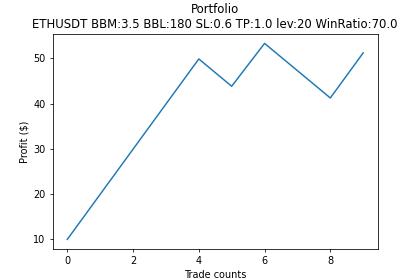 Portfolio
ETHUSDT BBM:3.5 BBL:180 SL:0.6 TP:1.0 lev:20 WinRatio:70.0
50
40
30
20
10
Profit ($)
0 2 4 6 8
Trade counts